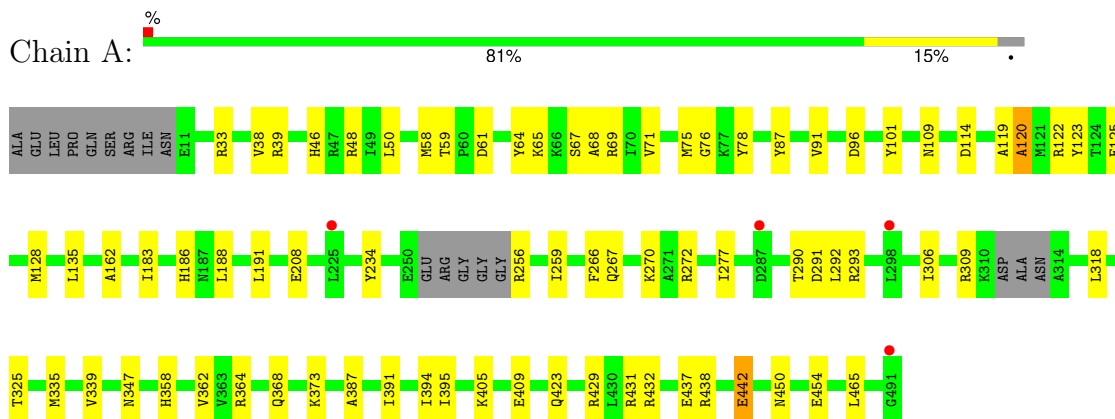 %
Chain A:
81% 15% •
ALA GLU LEU PRO GLN SER ARG ILE ASN E11 R33 V38 R39 H46 R47 R48 I49 L50 M58 T59 P60 D61 Y64 K65 K66 S67 A68 R69 I70 V71 M75 G76 K77 Y78 Y87 V91 D96 Y101 N109 D114 A119 A120 M121 R122 Y123 T124 E125
M128 L135 A162 I183 H186 N187 L188 L191 E208 L225 Y234 E250 GLU ARG GLY GLY GLY R256 I259 F266 Q267 K270 A271 R272 I277 D287 T290 D291 L292 R293 L298 I306 R309 K310 ASP ALA ASN A314 L318
T325 M335 V339 N347 H358 V362 V363 R364 Q368 K373 A387 I391 I394 I395 K405 E409 Q423 R429 L430 R431 R432 E437 R438 E442 N450 E454 L465 G491